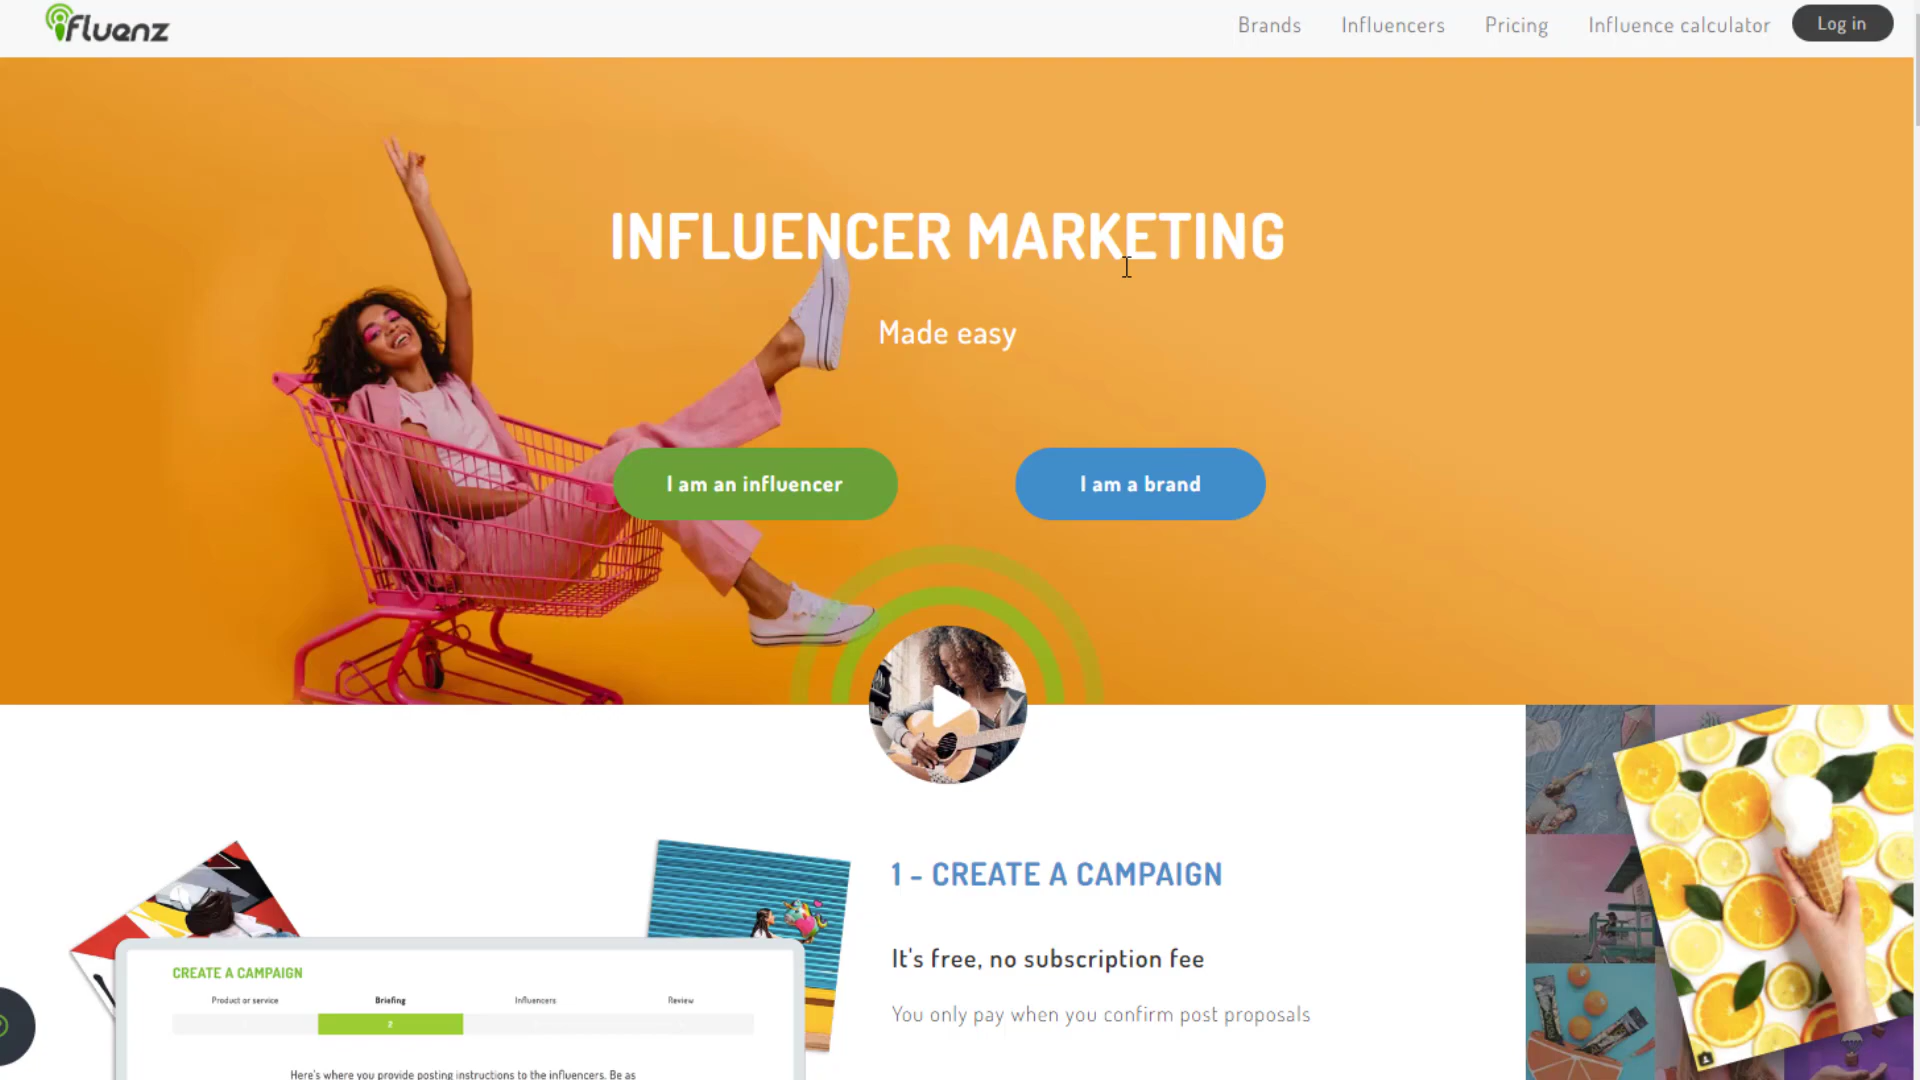 ifluenz
Brands
Influencers
Pricing
Influence calculator
Log in
INFLUENCER MARKETING
Made easy
I am an influencer
I am a brand
1 - CREATE A CAMPAIGN
It's free, no subscription fee
You only pay when you confirm post proposals
CREATE A CAMPAIGN
Product or service
Briefing
Influencers
Review
2
Here's where you provide posting instructions to the influencers. Be as